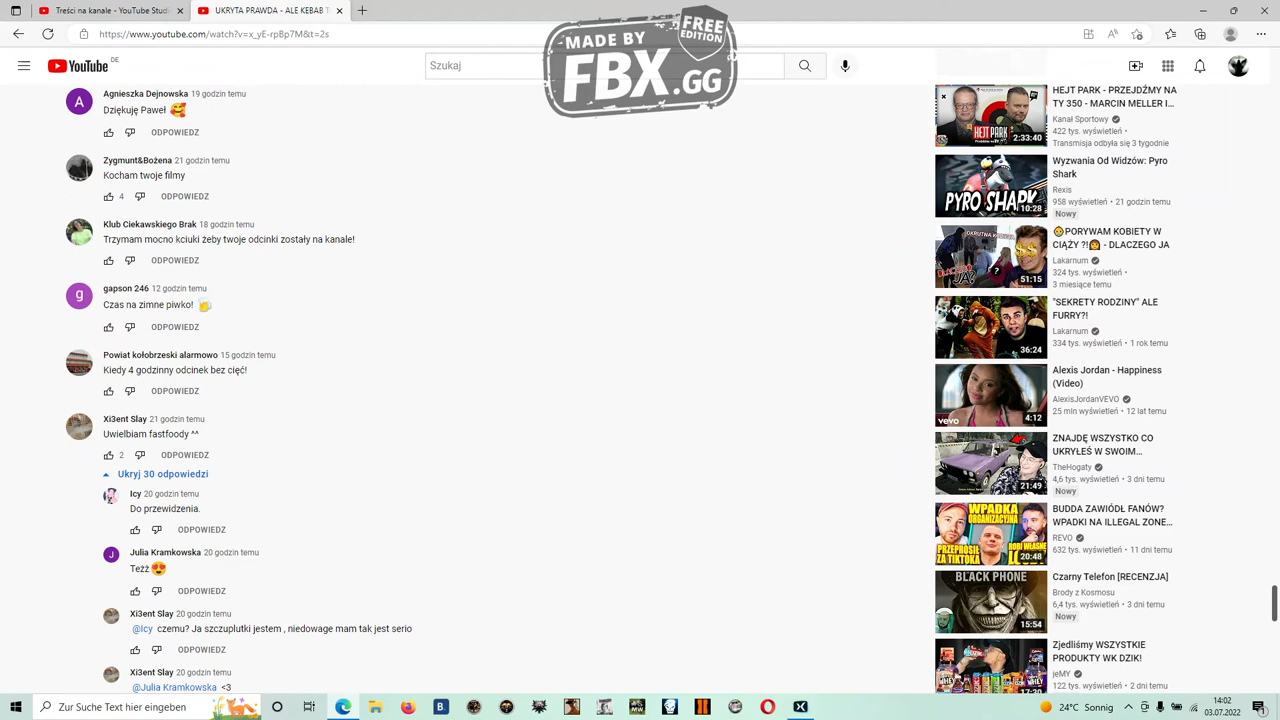 Treści na kanale - YouTube Studio
UKRYTA PRAWDA - ALE KEBAB T
https://www.youtube.com/watch?v=x_yE-rpBp7M&t=2s
MADE BY
FBX.GG
FREE
EDITION
YouTube DE
Szukaj
Agnieszka Dejnowska 19 godzin temu
Dziękuję Paweł 🥰
ODPOWIEDZ
Zygmunt&Bożena 21 godzin temu
Kocham twoje filmy
4 ODPOWIEDZ
Klub Ciekawskiego Brak 18 godzin temu
Trzymam mocno kciuki żeby twoje odcinki zostały na kanale!
ODPOWIEDZ
gapson 246 12 godzin temu
Czas na zimne piwko! 🍺
ODPOWIEDZ
Powiat kołobrzeski alarmowo 15 godzin temu
Kiedy 4 godzinny odcinek bez cięć!
ODPOWIEDZ
Xi3ent Slay 21 godzin temu
Uwielbiam fastfoody ^^
2 ODPOWIEDZ
Ukryj 30 odpowiedzi
Icy 20 godzin temu
Do przewidzenia.
ODPOWIEDZ
Julia Kramkowska 20 godzin temu
Teżż😍
ODPOWIEDZ
Xi3ent Slay 20 godzin temu
@Icy czemu? Ja szczuplutki jestem , niedowage mam tak jest serio
ODPOWIEDZ
Xi3ent Slay 20 godzin temu
@Julia Kramkowska <3
HEJT PARK
2:33:40
HEJT PARK - PRZEJDŹMY NA
TY 350 - MARCIN MELLER I...
Kanał Sportowy
422 tys. wyświetleń •
Transmisja odbyła się 3 tygodnie
PYRO SHARK
10:28
Wyzwania Od Widzów: Pyro
Shark
Rexis
958 wyświetleń • 21 godzin temu
Nowy
DLACZEGO
JA?
51:15
😳PORYWAM KOBIETY W
CIĄŻY ?!👩 - DLACZEGO JA
Lakarnum
324 tys. wyświetleń •
3 miesiące temu
36:24
"SEKRETY RODZINY" ALE
FURRY?!
Lakarnum
334 tys. wyświetleń • 1 rok temu
vevo
4:12
Alexis Jordan - Happiness
(Video)
AlexisJordanVEVO
25 mln wyświetleń • 12 lat temu
21:49
ZNAJDĘ WSZYSTKO CO
UKRYŁEŚ W SWOIM...
TheHogaty
4,6 tys. wyświetleń • 3 dni temu
Nowy
WPADKA
ORGANIZACYJNA
PRZEPROSIŁ
ZA TIKTOKA
ROBI WŁASNE
20:48
BUDDA ZAWIÓDŁ FANÓW?
WPADKI NA ILLEGAL ZONE...
REVO
632 tys. wyświetleń • 11 dni temu
BLACK PHONE
15:54
Czarny Telefon [RECENZJA]
Brody z Kosmosu
6,4 tys. wyświetleń • 3 dni temu
Nowy
17:20
Zjedliśmy WSZYSTKIE
PRODUKTY WK DZIK!
jeMY
122 tys. wyświetleń • 2 dni temu
Zur Suche Text hier eingeben
24°C Sonnig
14:02
03.07.2022